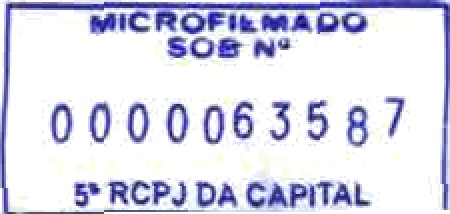 MICROFILMADO
SOB Nº
0000063587
5º RCPJ DA CAPITAL